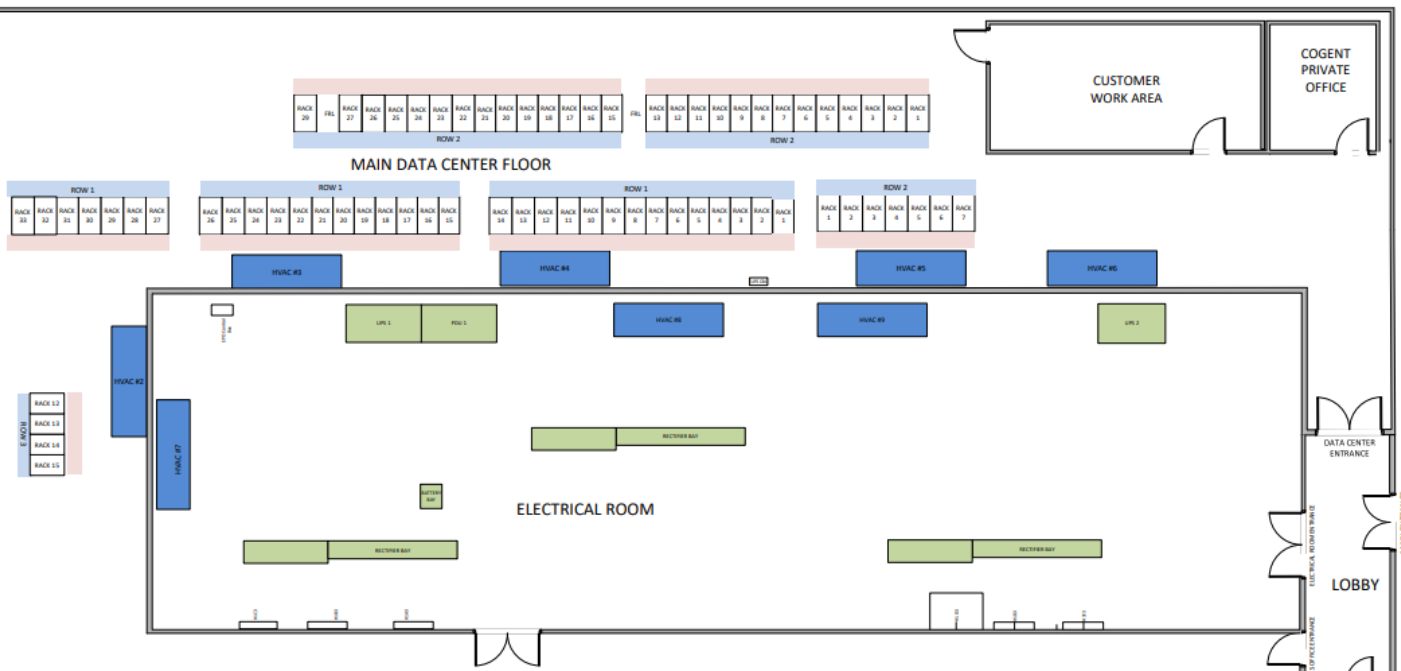 COGENT
PRIVATE
OFFICE
CUSTOMER
WORK AREA
RACK 29 FRL RACK 27 RACK 26 RACK 25 RACK 24 RACK 23 RACK 22 RACK 21 RACK 20 RACK 19 RACK 18 RACK 17 RACK 16 RACK 15 FRL RACK 13 RACK 12 RACK 11 RACK 10 RACK 9 RACK 8 RACK 7 RACK 6 RACK 5 RACK 4 RACK 3 RACK 2 RACK 1
ROW 2 ROW 2
MAIN DATA CENTER FLOOR
ROW 1 ROW 1 ROW 1 ROW 2
RACK 33 RACK 32 RACK 31 RACK 30 RACK 29 RACK 28 RACK 27 RACK 26 RACK 25 RACK 24 RACK 23 RACK 22 RACK 21 RACK 20 RACK 19 RACK 18 RACK 17 RACK 16 RACK 15 RACK 14 RACK 13 RACK 12 RACK 11 RACK 10 RACK 9 RACK 8 RACK 7 RACK 6 RACK 5 RACK 4 RACK 3 RACK 2 RACK 1 RACK 1 RACK 2 RACK 3 RACK 4 RACK 5 RACK 6 RACK 7
HVAC #3 HVAC #4 HVAC #5 HVAC #6
UPS 1 PDU 1 HVAC #8 HVAC #9 UPS 2
HVAC #2
HVAC #7
ROW 3
RACK 12
RACK 13
RACK 14
RACK 15
RECTIFIER BAY
DATA CENTER
ENTRANCE
BATTERY
BAY
ELECTRICAL ROOM
RECTIFIER BAY RECTIFIER BAY
ELECTRICAL ROOM ENTRANCE
LOBBY
OFFICE ENTRANCE